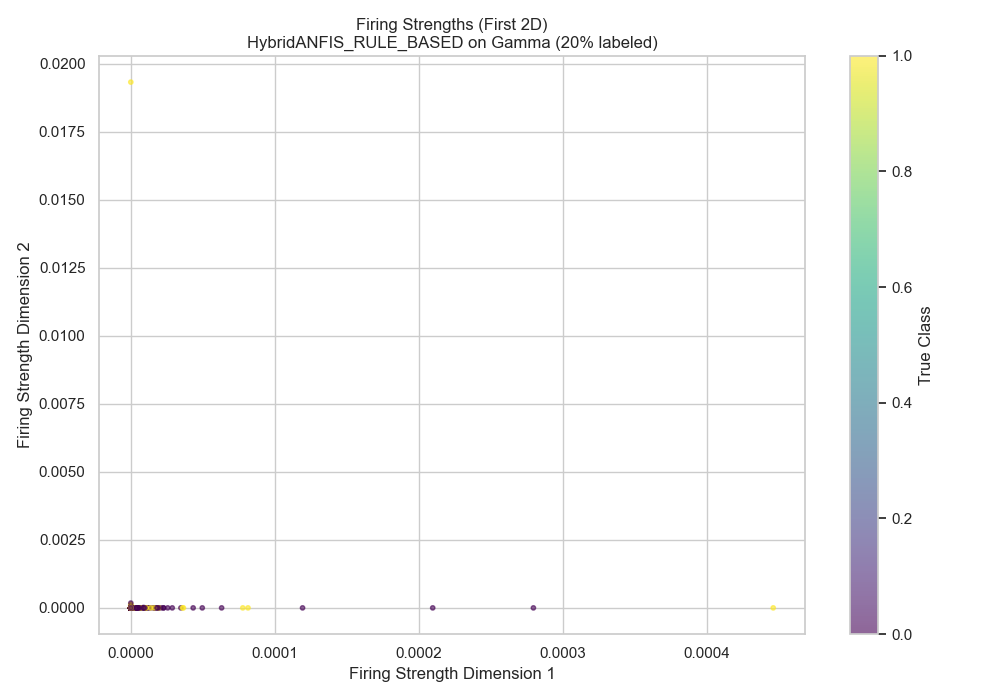 Firing Strengths (First 2D)
HybridANFIS_RULE_BASED on Gamma (20% labeled)
Firing Strength Dimension 2
0.0200
0.0175
0.0150
0.0125
0.0100
0.0075
0.0050
0.0025
0.0000
0.0000 0.0001 0.0002 0.0003 0.0004
Firing Strength Dimension 1
1.0
0.8
0.6
0.4
0.2
0.0
True Class